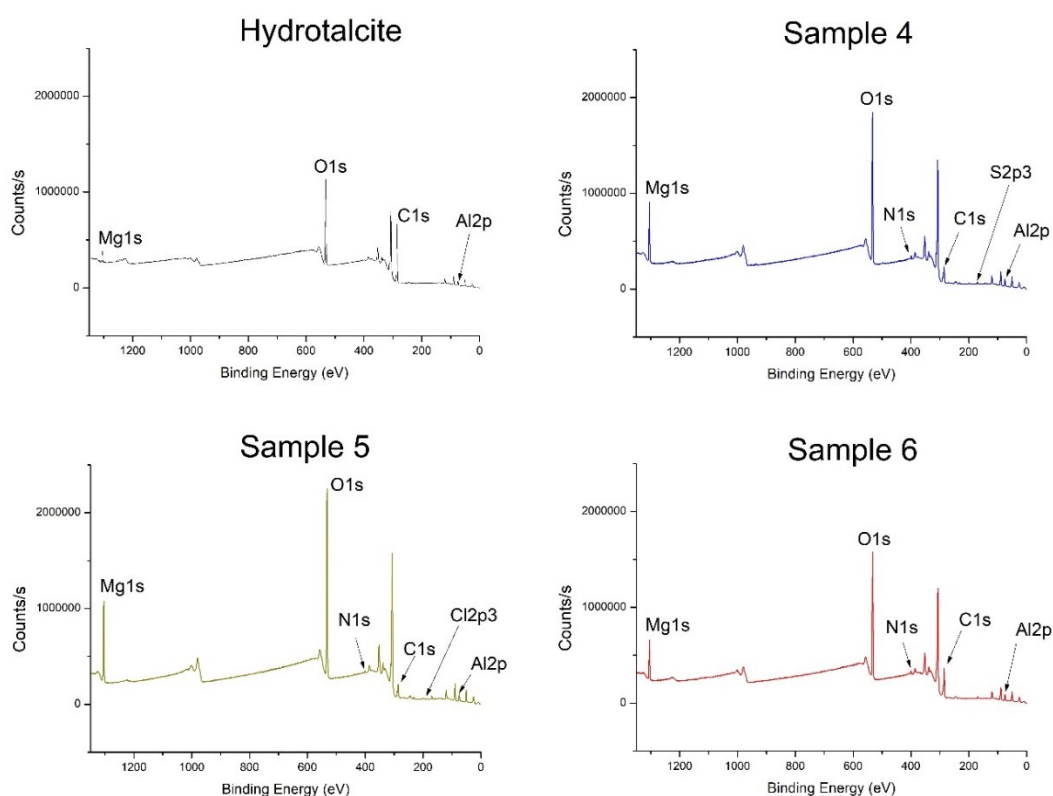 Hydrotalcite
2000000
1000000
0
Counts/s
Mg1s
O1s
C1s
Al2p
1200 1000 800 600 400 200 0
Binding Energy (eV)
Sample 4
2000000
1000000
0
Counts/s
Mg1s
O1s
N1s
C1s
S2p3
Al2p
1200 1000 800 600 400 200 0
Binding Energy (eV)
Sample 5
2000000
1000000
0
Counts/s
Mg1s
O1s
N1s
C1s
Cl2p3
Al2p
1200 1000 800 600 400 200 0
Binding Energy (eV)
Sample 6
2000000
1000000
0
Counts/s
Mg1s
O1s
N1s
C1s
Al2p
1200 1000 800 600 400 200 0
Binding Energy (eV)